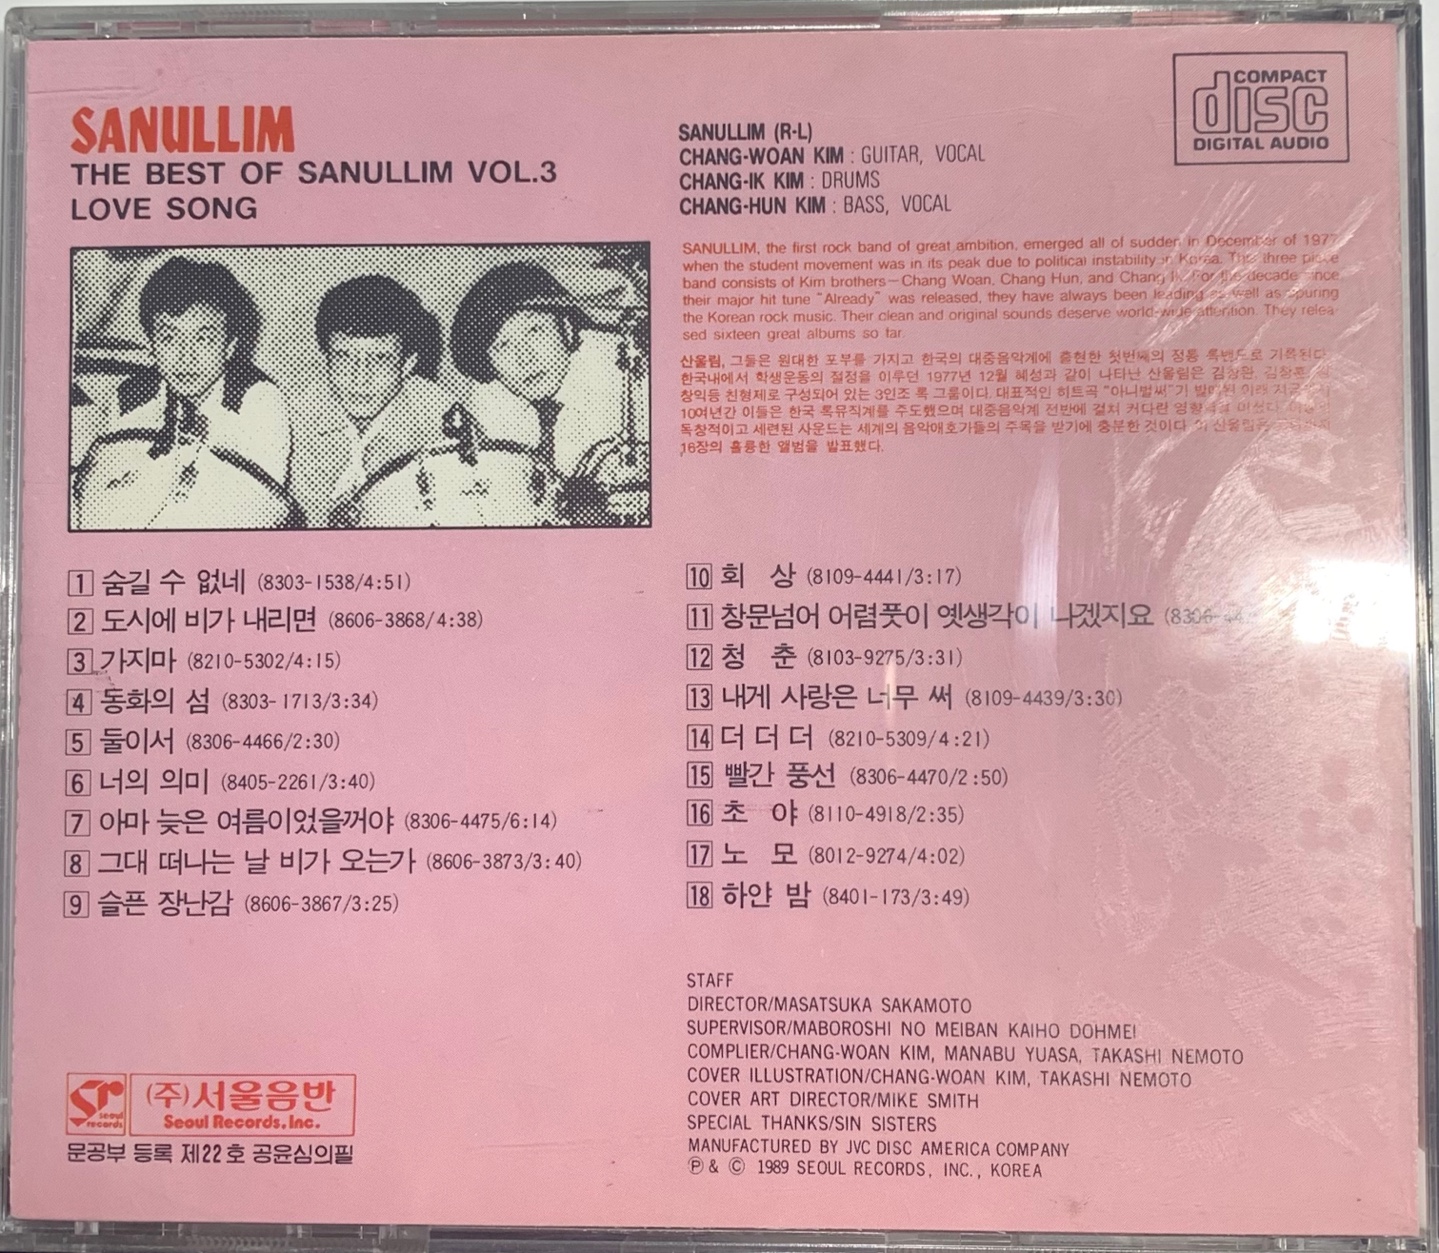 SANULLIM
THE BEST OF SANULLIM VOL.3
LOVE SONG
COMPACT
disc
DIGITAL AUDIO
SANULLIM (R-L)
CHANG-WOAN KIM : GUITAR, VOCAL
CHANG-IK KIM : DRUMS
CHANG-HUN KIM : BASS, VOCAL
SANULLIM, the first rock band of great ambition, emerged all of sudden in December of 1977
when the student movement was in its peak due to political instability in Korea. This three piece
band consists of Kim brothers—Chang Woan, Chang Hun, and Chang Ik. For the decade since
their major hit tune "Already" was released, they have always been leading as well as spuring
the Korean rock music. Their clean and original sounds deserve world-wide attention. They relea-
sed sixteen great albums so far.
산울림, 그들은 원대한 포부를 가지고 한국의 대중음악계에 출현한 첫번째의 정통 록밴드로 기록된다.
한국내에서 학생운동의 절정을 이루던 1977년 12월 혜성과 같이 나타난 산울림은 김창완, 김창훈,
창익등 친형제로 구성되어 있는 3인조 록 그룹이다. 대표적인 히트곡 "아니벌써"가 발매된 이래
10여년간 이들은 한국 록뮤직계를 주도했으며 대중음악계 전반에 걸쳐 커다란 영향력을
독창적이고 세련된 사운드는 세계의 음악애호가들의 주목을 받기에 충분한 것이다. 이
16장의 훌륭한 앨범을 발표했다.
1 숨길 수 없네 (8303-1538/4:51)
2 도시에 비가 내리면 (8606-3868/4:38)
3 가지마 (8210-5302/4:15)
4 동화의 섬 (8303-1713/3:34)
5 둘이서 (8306-4466/2:30)
6 너의 의미 (8405-2261/3:40)
7 아마 늦은 여름이었을꺼야 (8306-4475/6:14)
8 그대 떠나는 날 비가 오는가 (8606-3873/3:40)
9 슬픈 장난감 (8606-3867/3:25)
10 회 상 (8109-4441/3:17)
11 창문넘어 어렴풋이 옛생각이 나겠지요
12 청 춘 (8103-9275/3:31)
13 내게 사랑은 너무 써 (8109-4439/3:30)
14 더 더 더 (8210-5309/4:21)
15 빨간 풍선 (8306-4470/2:50)
16 초 야 (8110-4918/2:35)
17 노 모 (8012-9274/4:02)
18 하얀 밤 (8401-173/3:49)
STAFF
DIRECTOR/MASATSUKA SAKAMOTO
SUPERVISOR/MABOROSHI NO MEIBAN KAIHO DOHMEI
COMPLIER/CHANG-WOAN KIM, MANABU YUASA, TAKASHI NEMOTO
COVER ILLUSTRATION/CHANG-WOAN KIM, TAKASHI NEMOTO
COVER ART DIRECTOR/MIKE SMITH
SPECIAL THANKS/SIN SISTERS
MANUFACTURED BY JVC DISC AMERICA COMPANY
Ⓟ & © 1989 SEOUL RECORDS, INC., KOREA
seoul
records
(주)서울음반
Seoul Records, Inc.
문공부 등록 제22호 공윤심의필